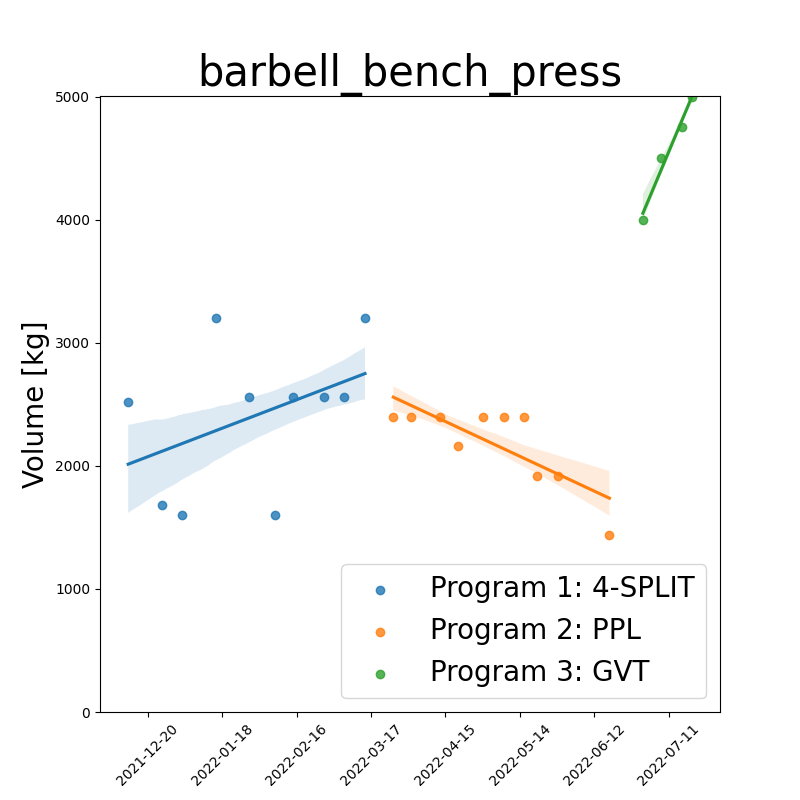 barbell_bench_press
Volume [kg]
5000
4000
3000
2000
1000
0
2021-12-20
2022-01-18
2022-02-16
2022-03-17
2022-04-15
2022-05-14
2022-06-12
2022-07-11
Program 1: 4-SPLIT
Program 2: PPL
Program 3: GVT